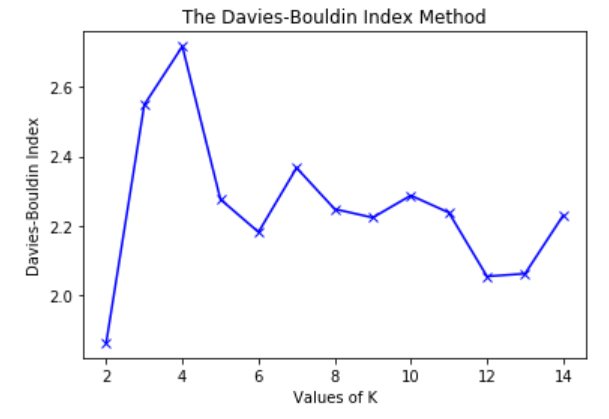 The Davies-Bouldin Index Method
Davies-Bouldin Index
2.6
2.4
2.2
2.0
2 4 6 8 10 12 14
Values of K